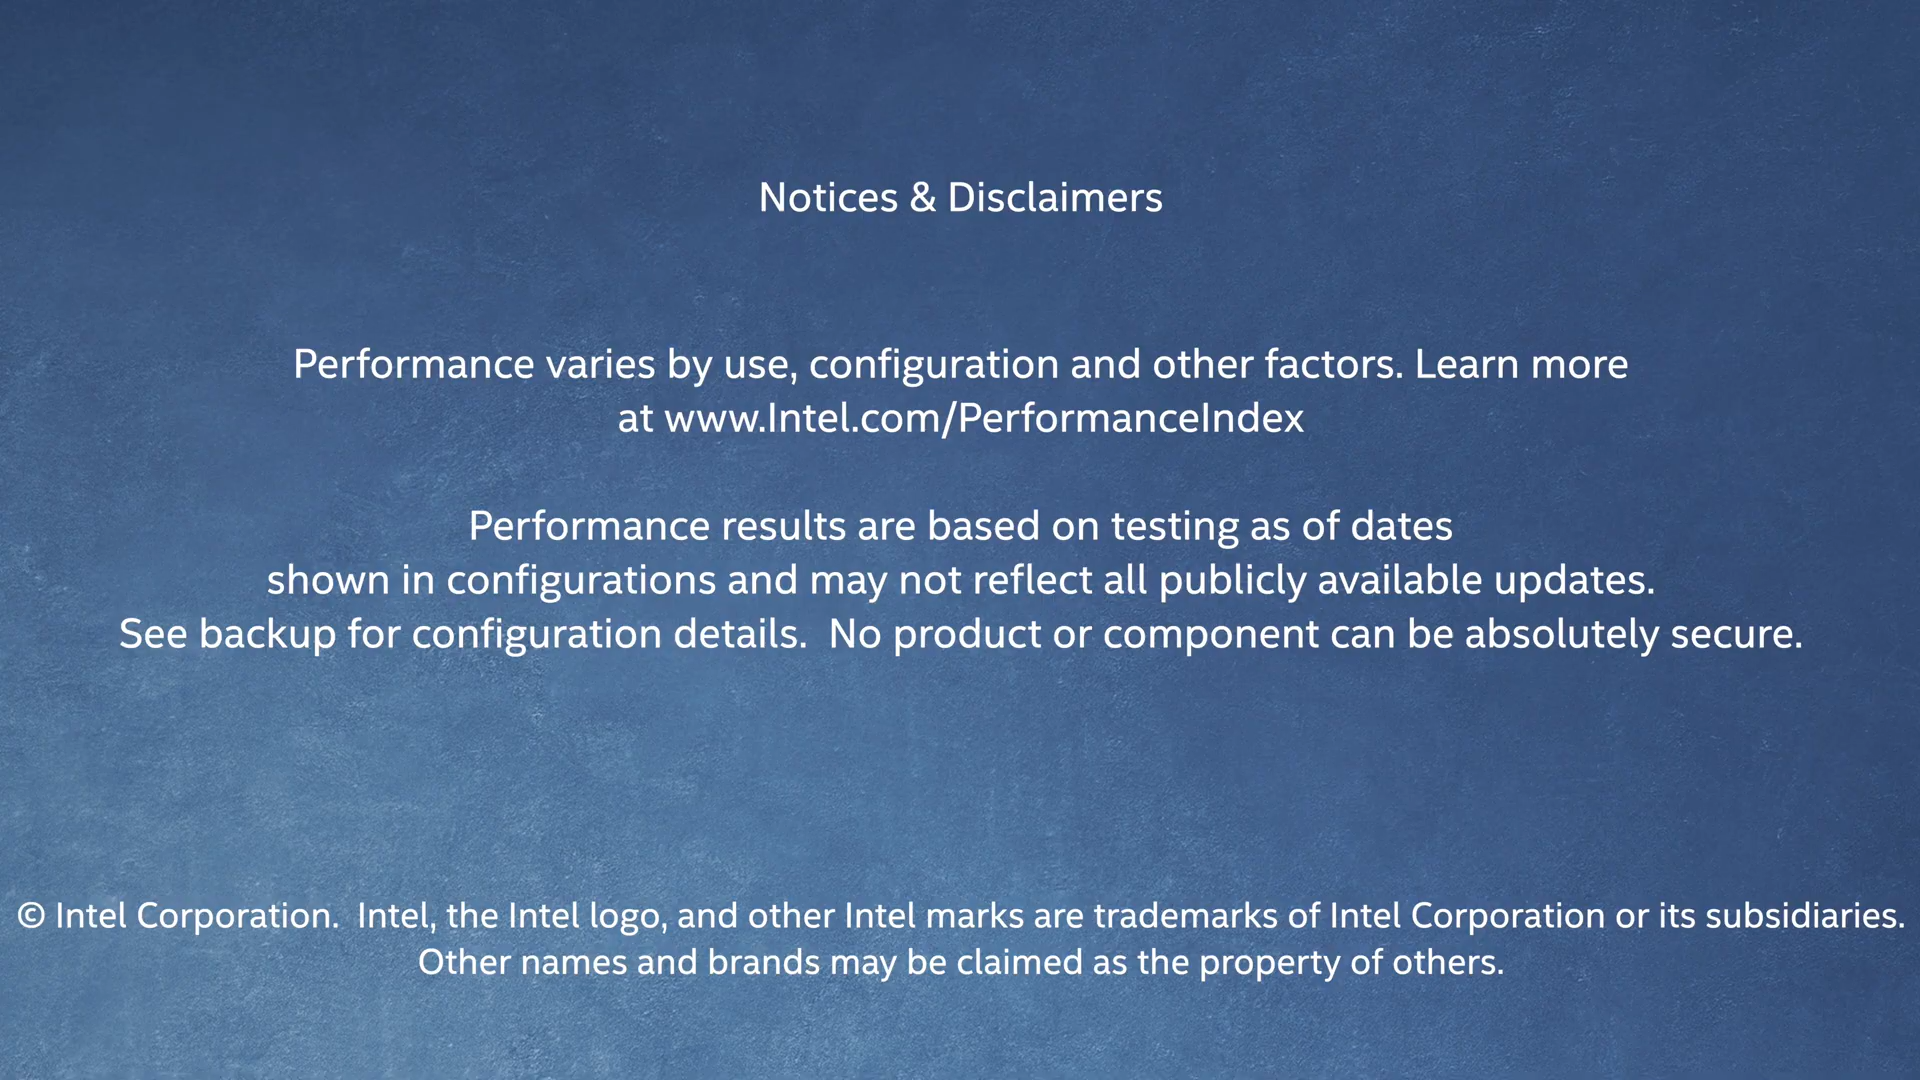 Notices & Disclaimers
Performance varies by use, configuration and other factors. Learn more
at www.Intel.com/PerformanceIndex
Performance results are based on testing as of dates
shown in configurations and may not reflect all publicly available updates.
See backup for configuration details.  No product or component can be absolutely secure.
© Intel Corporation.  Intel, the Intel logo, and other Intel marks are trademarks of Intel Corporation or its subsidiaries.
Other names and brands may be claimed as the property of others.